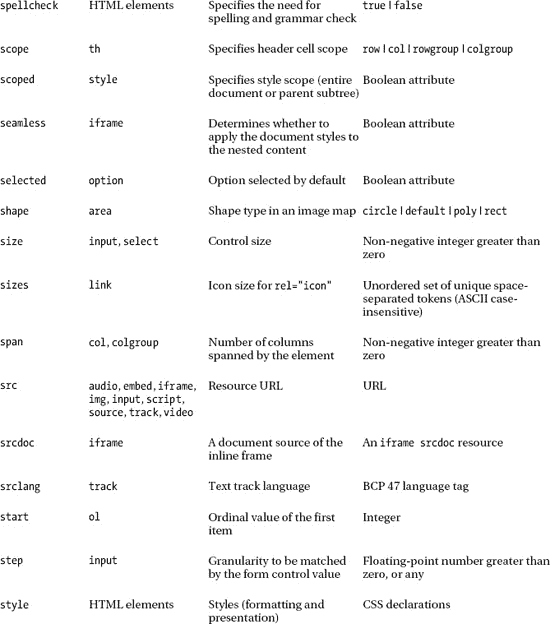 spellcheck HTML elements Specifies the need for true|false
spelling and grammar check
scope th Specifies header cell scope row|col|rowgroup|colgroup
scoped style Specifies style scope (entire Boolean attribute
document or parent subtree)
seamless iframe Determines whether to Boolean attribute
apply the document styles to
the nested content
selected option Option selected by default Boolean attribute
shape area Shape type in an image map circle|default|poly|rect
size input, select Control size Non-negative integer greater than
zero
sizes link Icon size for rel="icon" Unordered set of unique space-
separated tokens (ASCII case-
insensitive)
span col, colgroup Number of columns Non-negative integer greater than
spanned by the element zero
src audio, embed, iframe, Resource URL URL
img, input, script,
source, track, video
srcdoc iframe A document source of the An iframe srcdoc resource
inline frame
srclang track Text track language BCP 47 language tag
start ol Ordinal value of the first Integer
item
step input Granularity to be matched Floating-point number greater than
by the form control value zero, or any
style HTML elements Styles (formatting and CSS declarations
presentation)